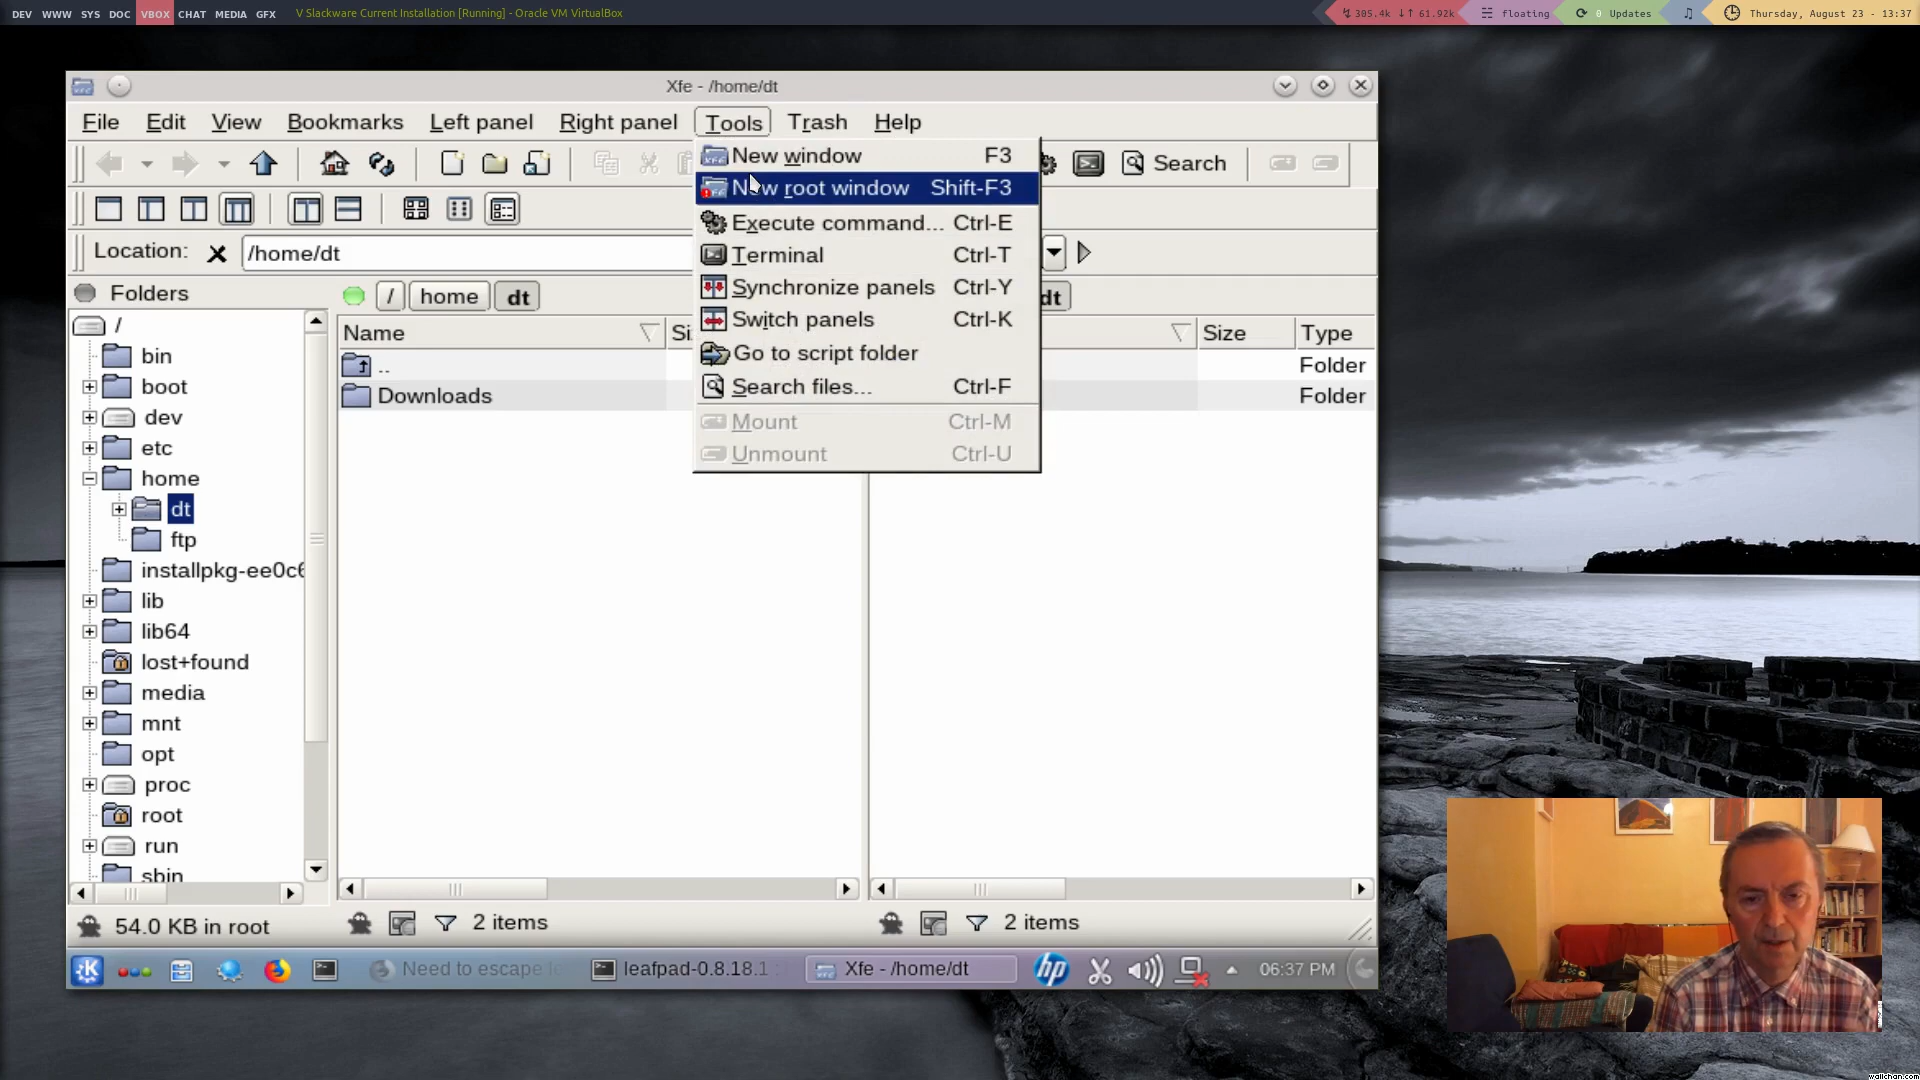 DEV WWW SYS DOC VBOX CHAT MEDIA GFX V Slackware Current Installation [Running] - Oracle VM VirtualBox 305.4k ↓↑ 61.92k floating 0 Updates Thursday, August 23 - 13:37
Xfe - /home/dt
File Edit View Bookmarks Left panel Right panel Tools Trash Help
Search
Location: /home/dt
New window F3
New root window Shift-F3
Execute command... Ctrl-E
Terminal Ctrl-T
Synchronize panels Ctrl-Y
Switch panels Ctrl-K
Go to script folder
Search files... Ctrl-F
Mount Ctrl-M
Unmount Ctrl-U
Folders
/
bin
boot
dev
etc
home
dt
ftp
installpkg-ee0c6
lib
lib64
lost+found
media
mnt
opt
proc
root
run
sbin
54.0 KB in root
/ home dt
Name
..
Downloads
2 items
dt
Size Type
Folder
Folder
2 items
Need to escape leafpad-0.8.18.1 Xfe - /home/dt hp 06:37 PM
wallchan.com